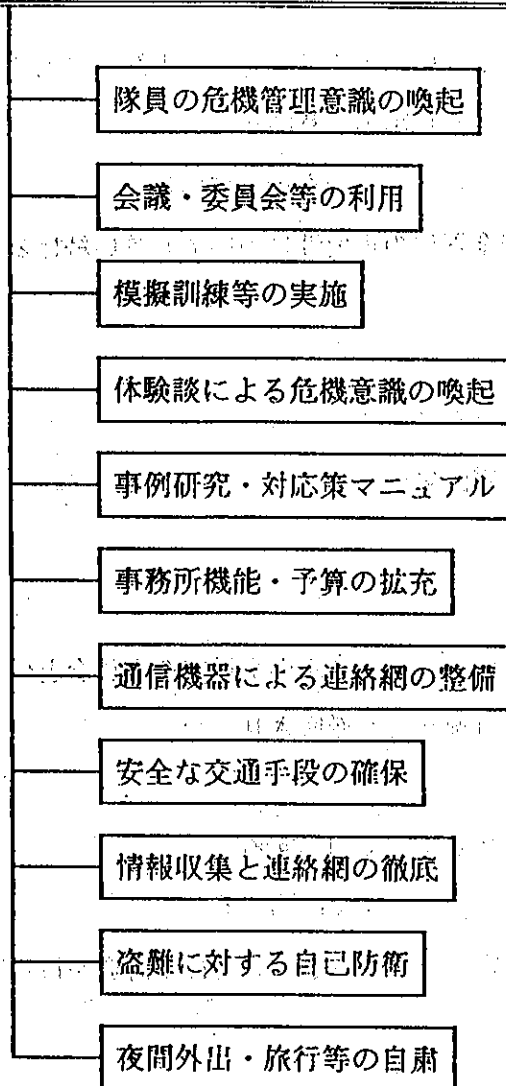 隊員の危機管理意識の喚起
会議・委員会等の利用
模擬訓練等の実施
体験談による危機意識の喚起
事例研究・対応策マニュアル
事務所機能・予算の拡充
通信機器による連絡網の整備
安全な交通手段の確保
情報収集と連絡網の徹底
盗難に対する自己防衛
夜間外出・旅行等の自粛